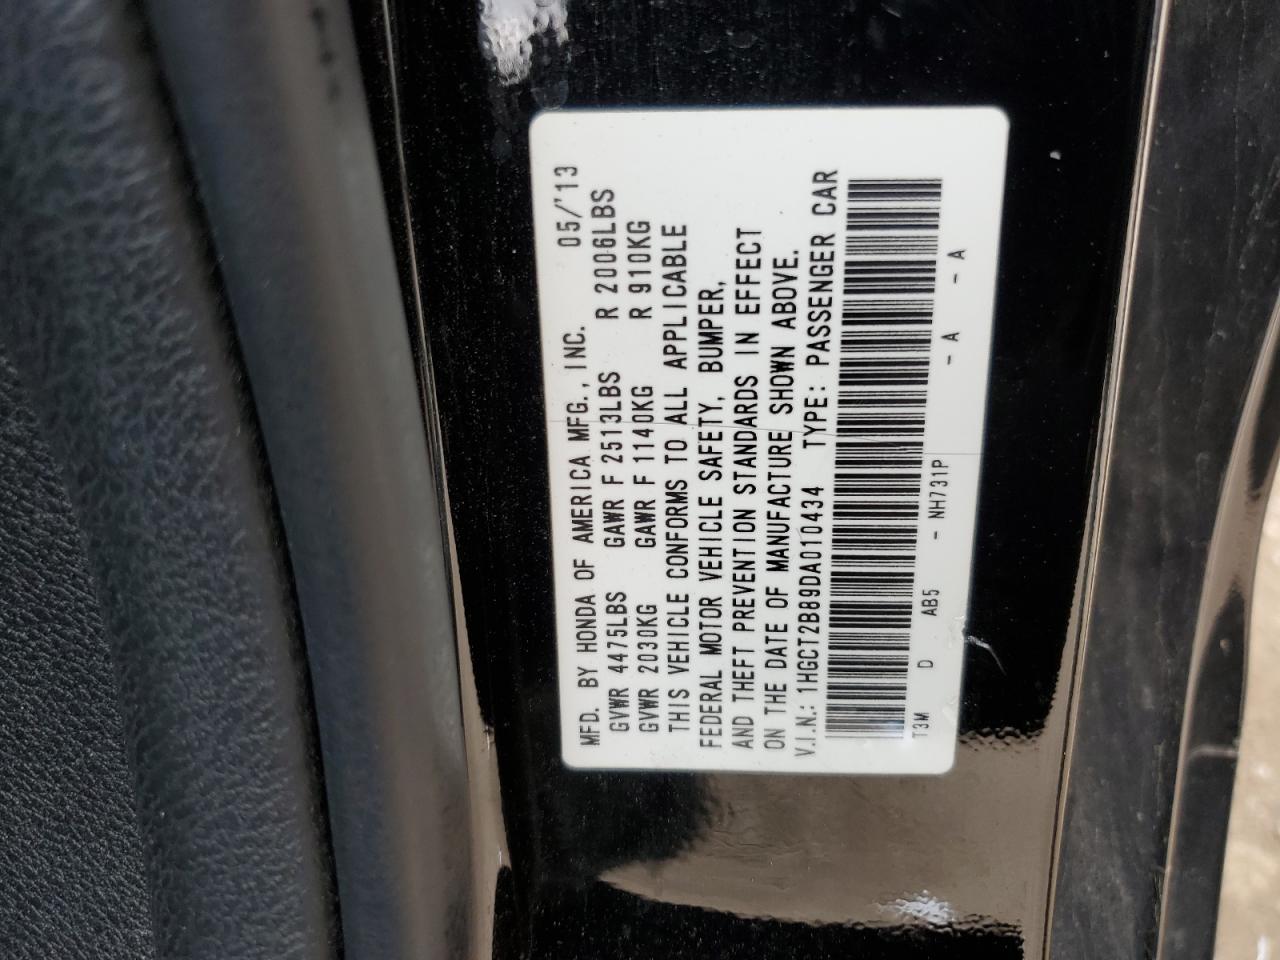 MFD. BY HONDA OF AMERICA MFG., INC. 05/'13
GVWR 4475LBS GAWR F 2513LBS R 2006LBS
GVWR 2030KG GAWR F 1140KG R 910KG
THIS VEHICLE CONFORMS TO ALL APPLICABLE
FEDERAL MOTOR VEHICLE SAFETY, BUMPER,
AND THEFT PREVENTION STANDARDS IN EFFECT
ON THE DATE OF MANUFACTURE SHOWN ABOVE.
V.I.N.: 1HGCT2B89DA010434 TYPE: PASSENGER CAR
T3M D AB5 - NH731P - A - A